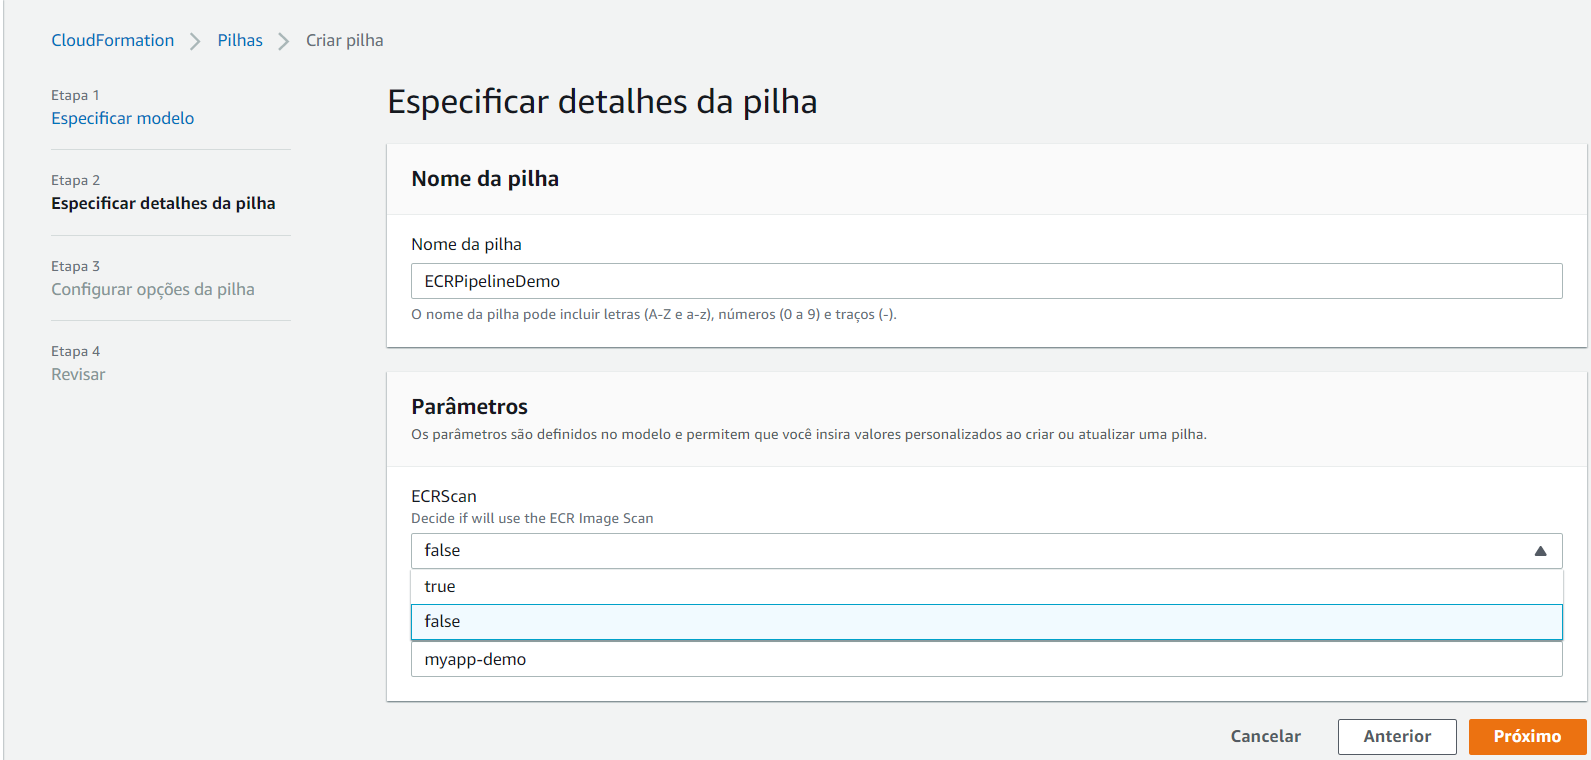 CloudFormation > Pilhas > Criar pilha
Etapa 1
Especificar modelo
Etapa 2
Especificar detalhes da pilha
Etapa 3
Configurar opções da pilha
Etapa 4
Revisar
Especificar detalhes da pilha
Nome da pilha
Nome da pilha
ECRPipelineDemo
O nome da pilha pode incluir letras (A-Z e a-z), números (0 a 9) e traços (-).
Parâmetros
Os parâmetros são definidos no modelo e permitem que você insira valores personalizados ao criar ou atualizar uma pilha.
ECRScan
Decide if will use the ECR Image Scan
false
true
false
myapp-demo
Cancelar Anterior Próximo